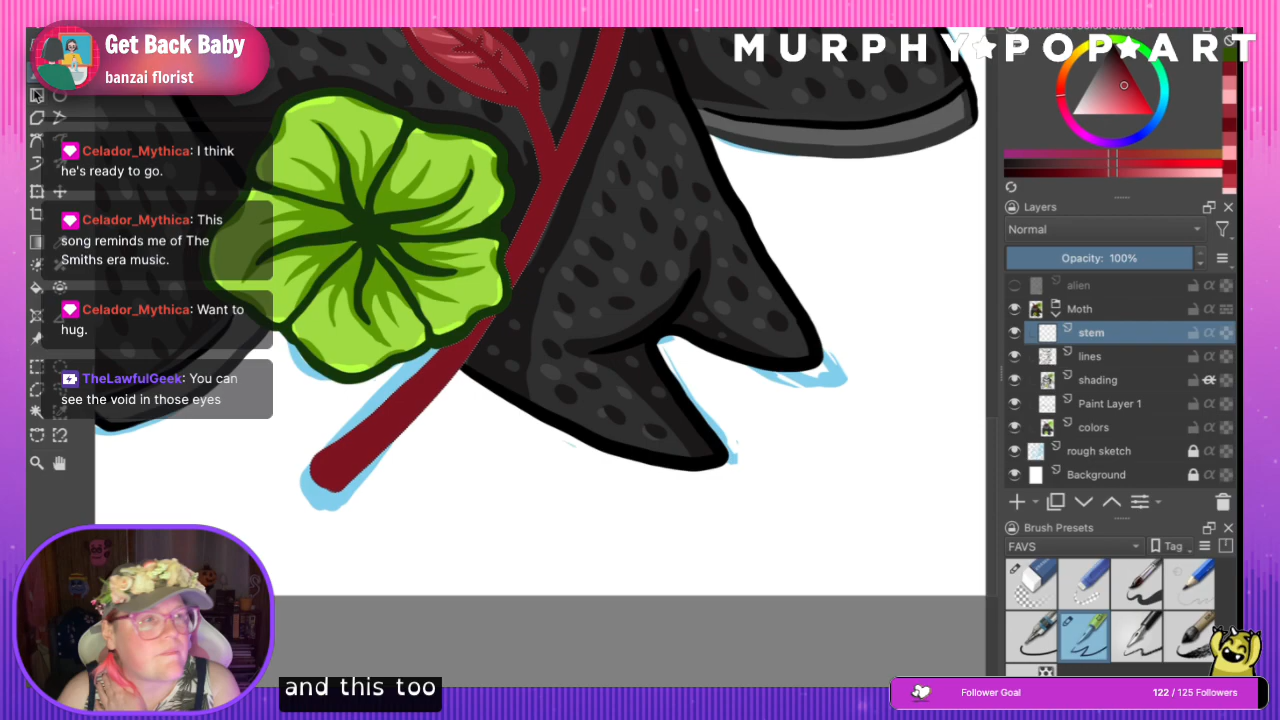 Get Back Baby
banzai florist
MURPHY★POP★ART
Celador_Mythica: I think
he's ready to go.
Celador_Mythica: This
song reminds me of The
Smiths era music.
Celador_Mythica: Want to
hug.
TheLawfulGeek: You can
see the void in those eyes
and this too
Advanced Color Selector
Layers
Normal
Opacity: 100%
alien
Moth
stem
lines
shading
Paint Layer 1
colors
rough sketch
Background
Brush Presets
FAVS
Tag
Follower Goal
122 / 125 Followers